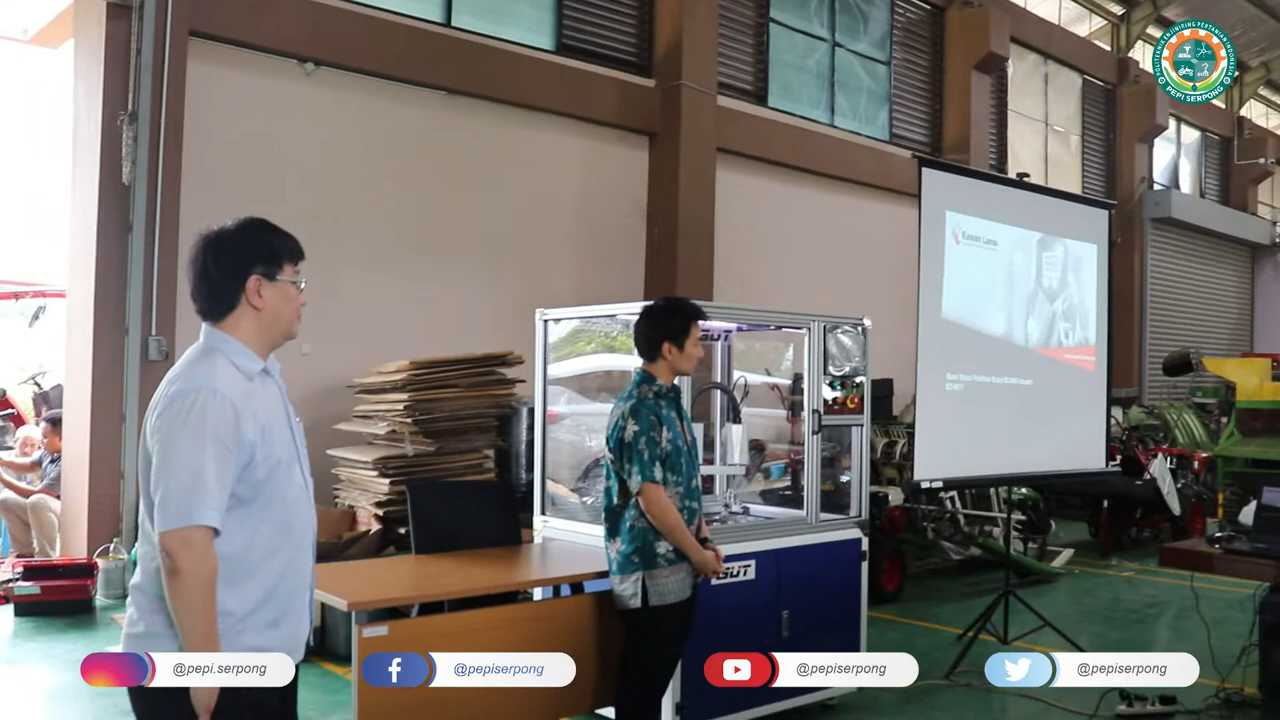 POLITEKNIK ENJINIRING PERTANIAN INDONESIA
PEPI SERPONG
Kawan Lama
GUT
GUT
@pepi.serpong
@pepiserpong
@pepiserpong
@pepiserpong